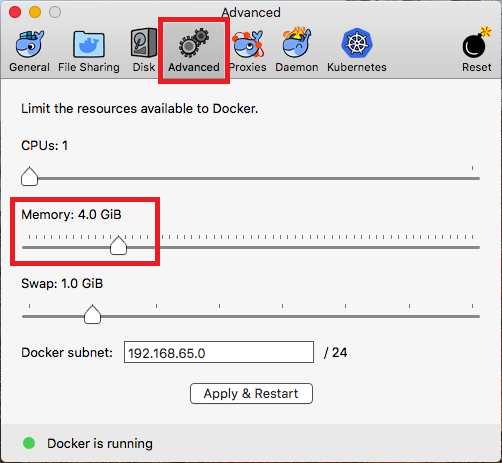 Advanced
General File Sharing Disk Advanced Proxies Daemon Kubernetes Reset
Limit the resources available to Docker.
CPUs: 1
Memory: 4.0 GiB
Swap: 1.0 GiB
Docker subnet: 192.168.65.0 / 24
Apply & Restart
Docker is running